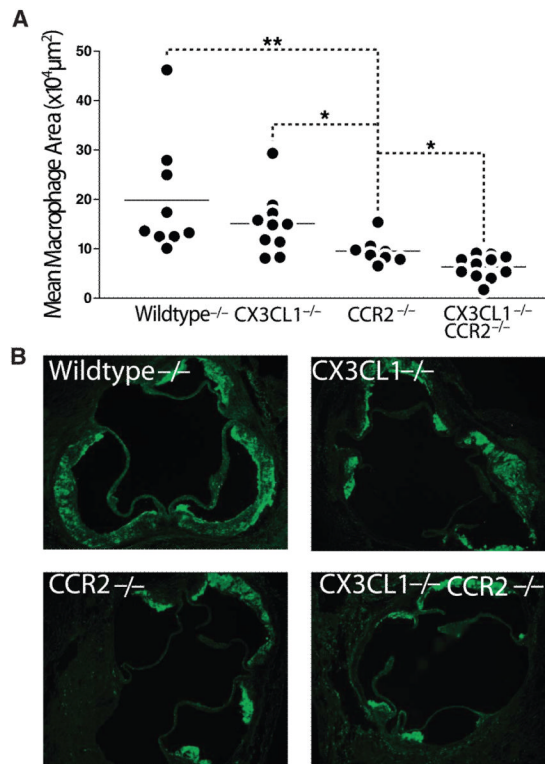 A
Mean Macrophage Area (x10⁴µm²)
50
40
30
20
10
0
**
*
*
Wildtype⁻/⁻ CX3CL1⁻/⁻ CCR2⁻/⁻ CX3CL1⁻/⁻
CCR2⁻/⁻
B
Wildtype–/–
CX3CL1–/–
CCR2–/–
CX3CL1–/– CCR2–/–